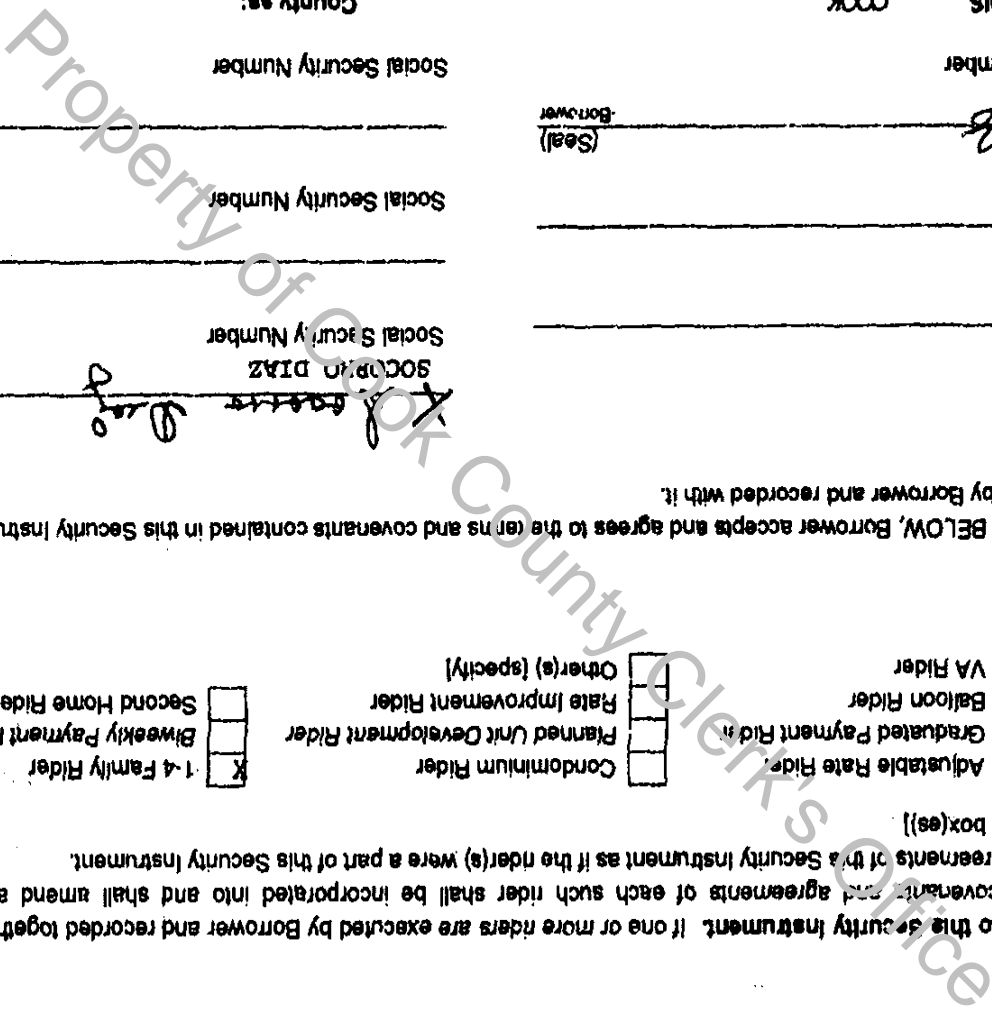 o this Security Instrument. If one or more riders are executed by Borrower and recorded togeth
covenants and agreements of each such rider shall be incorporated into and shall amend a
reements of this Security Instrument as if the rider(s) were a part of this Security Instrument.
box(es)]
Adjustable Rate Rider Condominium Rider X 1-4 Family Rider
Graduated Payment Rider Planned Unit Development Rider Biweekly Payment
Balloon Rider Rate Improvement Rider Second Home Ride
VA Rider Other(s) [specify]
BELOW, Borrower accepts and agrees to the terms and covenants contained in this Security Instru
by Borrower and recorded with it.
X Socorro Diaz
SOCORRO DIAZ
Social Security Number
Social Security Number
(Seal)
-Borrower
mber Social Security Number
is COOK County ss:
Property of Cook County Clerk's Office